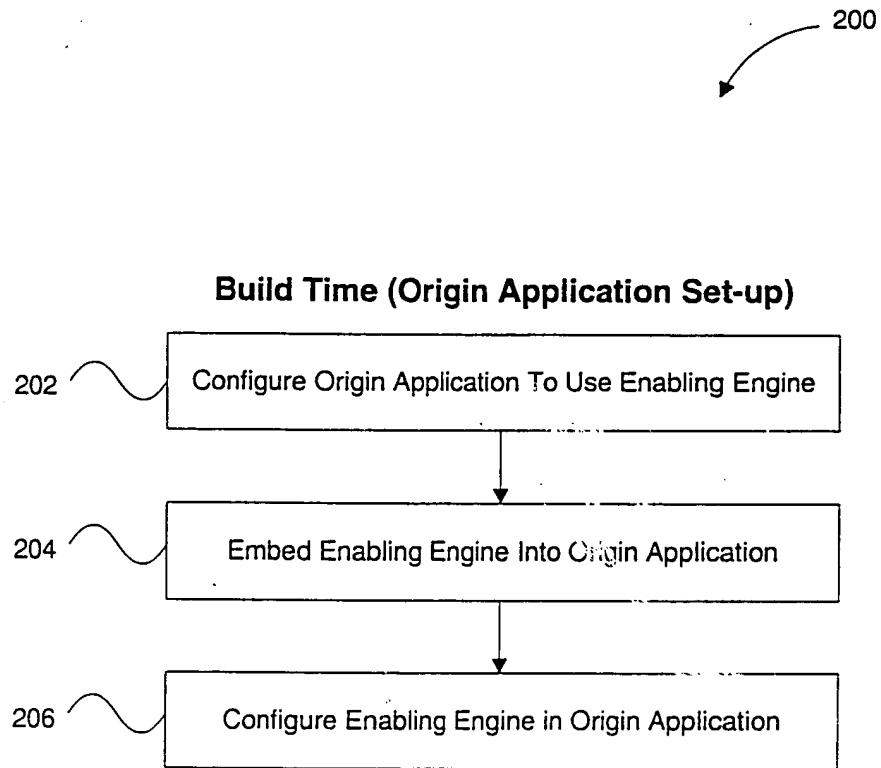 200
Build Time (Origin Application Set-up)
202
Configure Origin Application To Use Enabling Engine
204
Embed Enabling Engine Into Origin Application
206
Configure Enabling Engine in Origin Application